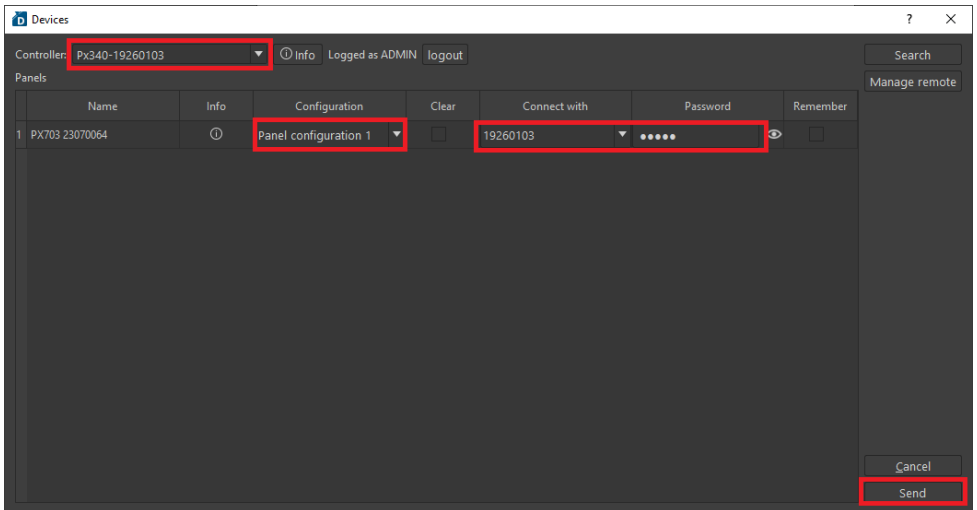 Devices
Controller: Px340-19260103 Info Logged as ADMIN logout Search
Panels Manage remote
Name Info Configuration Clear Connect with Password Remember
1 PX703 23070064 Panel configuration 1 19260103 •••••
Cancel
Send